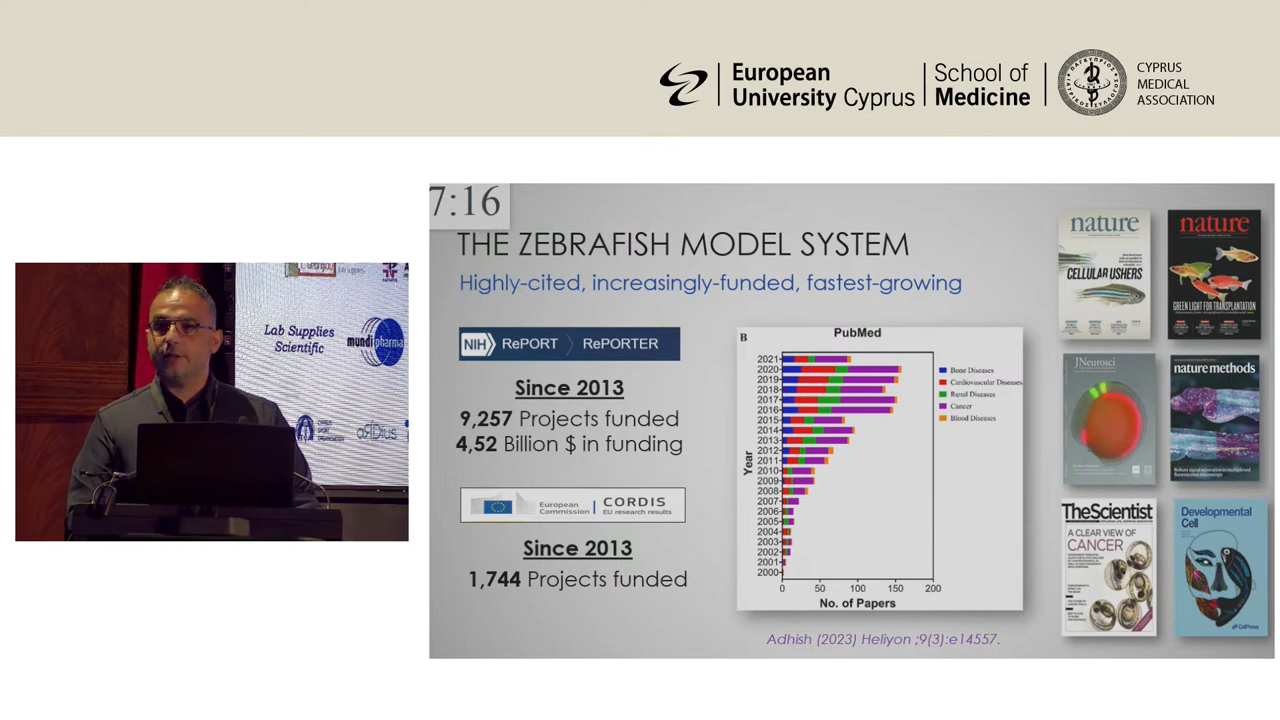 European
University Cyprus
School of
Medicine
ΠΑΓΚΥΠΡΙΟΣ
ΙΑΤΡΙΚΟΣ ΣΥΛΛΟΓΟΣ
CYPRUS
MEDICAL
ASSOCIATION
Lab Supplies
Scientific
mundipharma
7:16
THE ZEBRAFISH MODEL SYSTEM
Highly-cited, increasingly-funded, fastest-growing
NIH RePORT RePORTER
Since 2013
9,257 Projects funded
4,52 Billion $ in funding
European
Commission
CORDIS
EU research results
Since 2013
1,744 Projects funded
B
PubMed
Year
2021
2020
2019
2018
2017
2016
2015
2014
2013
2012
2011
2010
2009
2008
2007
2006
2005
2004
2003
2002
2001
2000
0 50 100 150 200
No. of Papers
Bone Diseases
Cardiovascular Diseases
Renal Diseases
Cancer
Blood Diseases
Adhish (2023) Heliyon ;9(3):e14557.
nature
CELLULAR USHERS
nature
GREEN LIGHT FOR TRANSPLANTATION
JNeurosci
nature methods
TheScientist
A CLEAR VIEW OF
CANCER
Developmental
Cell
CelPress